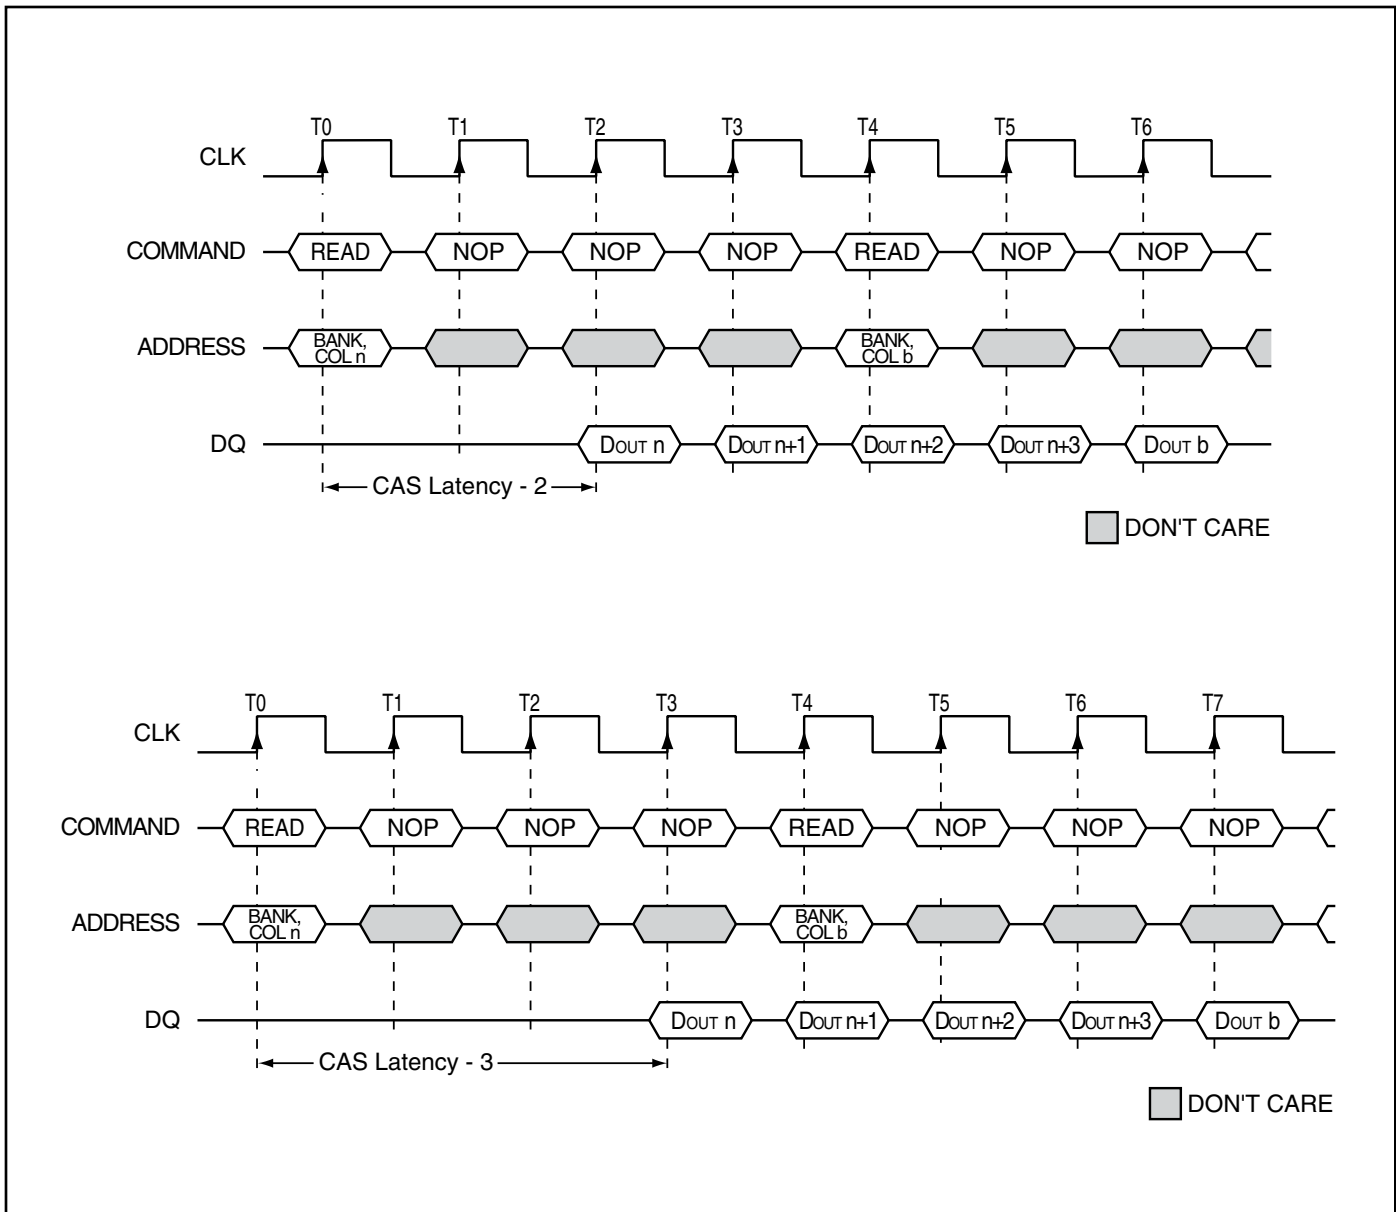 T0 T1 T2 T3 T4 T5 T6
CLK
COMMAND READ NOP NOP NOP READ NOP NOP
ADDRESS BANK, COL n BANK, COL b
DQ DOUT n DOUT n+1 DOUT n+2 DOUT n+3 DOUT b
CAS Latency - 2
DON'T CARE
T0 T1 T2 T3 T4 T5 T6 T7
CLK
COMMAND READ NOP NOP NOP READ NOP NOP NOP
ADDRESS BANK, COL n BANK, COL b
DQ DOUT n DOUT n+1 DOUT n+2 DOUT n+3 DOUT b
CAS Latency - 3
DON'T CARE